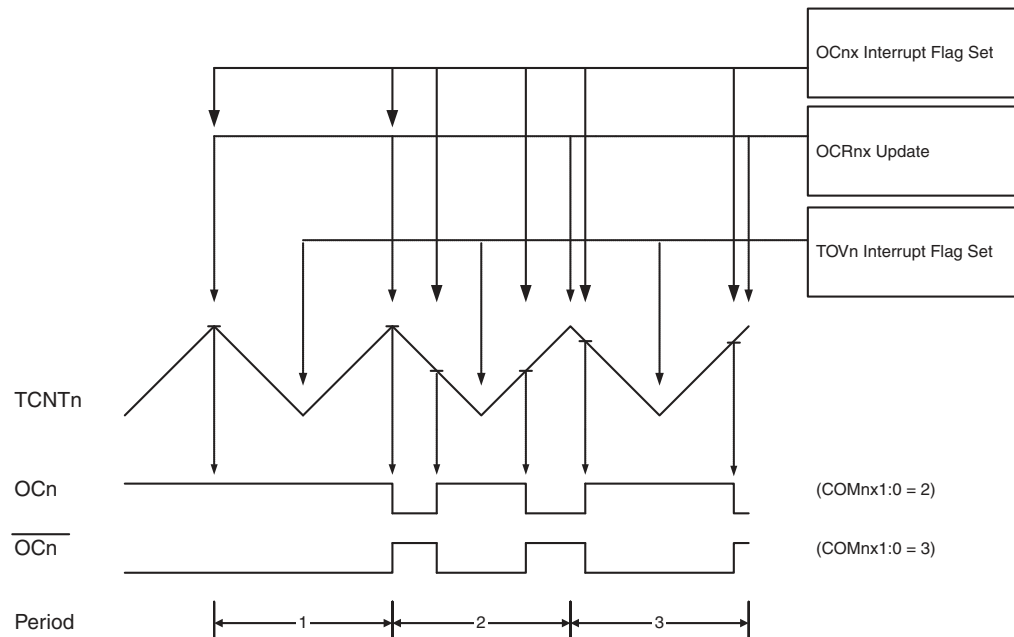 OCnx Interrupt Flag Set
OCRnx Update
TOVn Interrupt Flag Set
TCNTn
OCn (COMnx1:0 = 2)
OCn (COMnx1:0 = 3)
Period 1 2 3